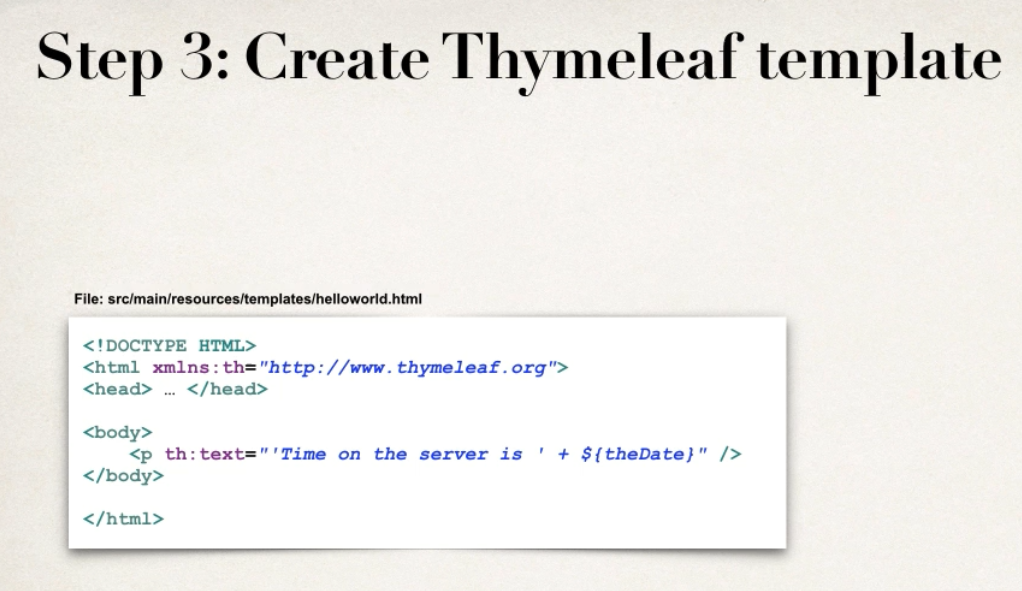 Step 3: Create Thymeleaf template
File: src/main/resources/templates/helloworld.html
<!DOCTYPE HTML>
<html xmlns:th="http://www.thymeleaf.org">
<head> … </head>
<body>
<p th:text="'Time on the server is ' + ${theDate}" />
</body>
</html>